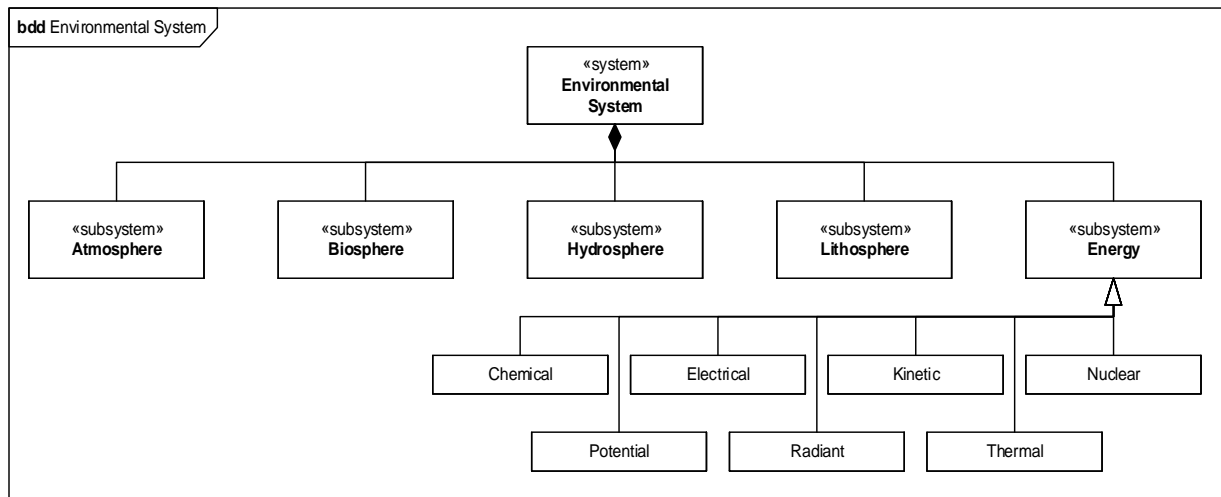 bdd Environmental System
«system»
Environmental
System
«subsystem»
Atmosphere
«subsystem»
Biosphere
«subsystem»
Hydrosphere
«subsystem»
Lithosphere
«subsystem»
Energy
Chemical
Electrical
Kinetic
Nuclear
Potential
Radiant
Thermal